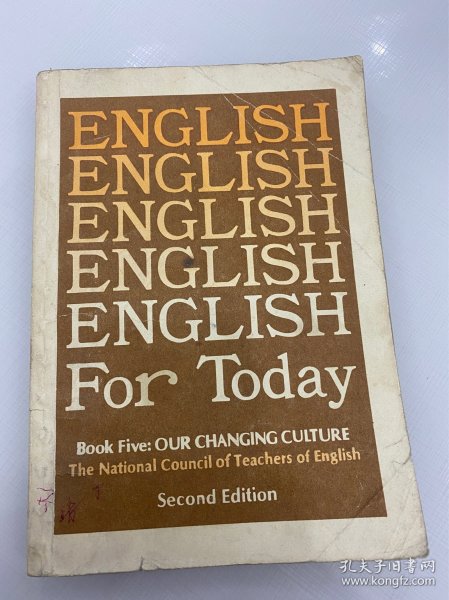 ENGLISH
ENGLISH
ENGLISH
ENGLISH
ENGLISH
For Today
Book Five: OUR CHANGING CULTURE
The National Council of Teachers of English
Second Edition
孔夫子旧书网
www.kongfz.com